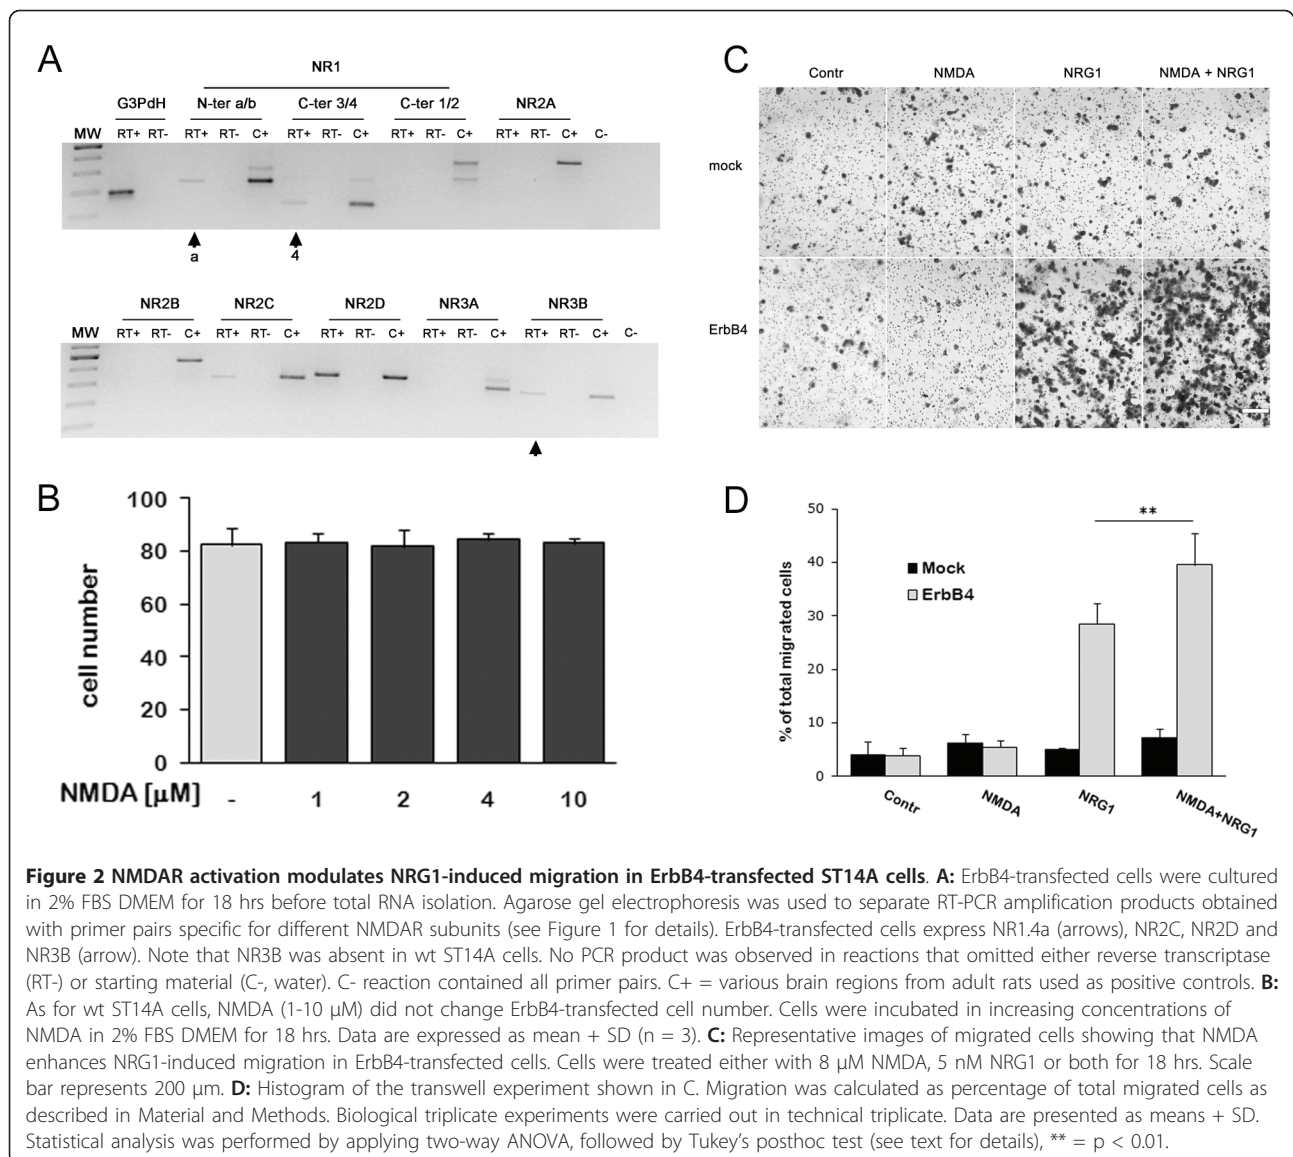 A
NR1
G3PdH N-ter a/b C-ter 3/4 C-ter 1/2 NR2A
MW RT+ RT- RT+ RT- C+ RT+ RT- C+ RT+ RT- C+ RT+ RT- C+ C-
a 4
NR2B NR2C NR2D NR3A NR3B
MW RT+ RT- C+ RT+ RT- C+ RT+ RT- C+ RT+ RT- C+ RT+ RT- C+ C-
C
Contr NMDA NRG1 NMDA + NRG1
mock
ErbB4
B
100
80
60
40
20
0
cell number
NMDA [µM] - 1 2 4 10
D
50
40
30
20
10
0
% of total migrated cells
**
Mock
ErbB4
Contr NMDA NRG1 NMDA+NRG1
Figure 2 NMDAR activation modulates NRG1-induced migration in ErbB4-transfected ST14A cells. A: ErbB4-transfected cells were cultured
in 2% FBS DMEM for 18 hrs before total RNA isolation. Agarose gel electrophoresis was used to separate RT-PCR amplification products obtained
with primer pairs specific for different NMDAR subunits (see Figure 1 for details). ErbB4-transfected cells express NR1.4a (arrows), NR2C, NR2D and
NR3B (arrow). Note that NR3B was absent in wt ST14A cells. No PCR product was observed in reactions that omitted either reverse transcriptase
(RT-) or starting material (C-, water). C- reaction contained all primer pairs. C+ = various brain regions from adult rats used as positive controls. B:
As for wt ST14A cells, NMDA (1-10 µM) did not change ErbB4-transfected cell number. Cells were incubated in increasing concentrations of
NMDA in 2% FBS DMEM for 18 hrs. Data are expressed as mean + SD (n = 3). C: Representative images of migrated cells showing that NMDA
enhances NRG1-induced migration in ErbB4-transfected cells. Cells were treated either with 8 µM NMDA, 5 nM NRG1 or both for 18 hrs. Scale
bar represents 200 µm. D: Histogram of the transwell experiment shown in C. Migration was calculated as percentage of total migrated cells as
described in Material and Methods. Biological triplicate experiments were carried out in technical triplicate. Data are presented as means + SD.
Statistical analysis was performed by applying two-way ANOVA, followed by Tukey's posthoc test (see text for details), ** = p < 0.01.